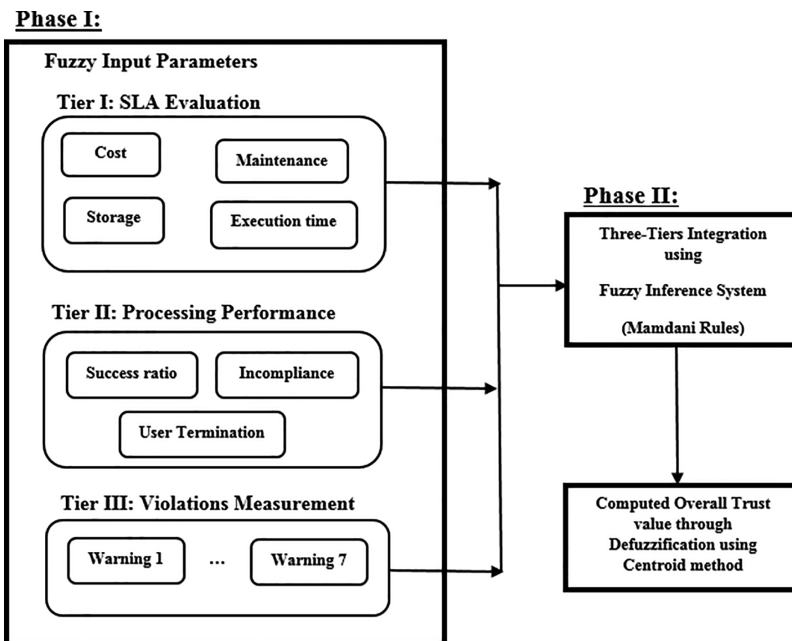 Phase I:
Fuzzy Input Parameters
Tier I: SLA Evaluation
Cost
Maintenance
Storage
Execution time
Tier II: Processing Performance
Success ratio
Incompliance
User Termination
Tier III: Violations Measurement
Warning 1
...
Warning 7
Phase II:
Three-Tiers Integration
using
Fuzzy Inference System
(Mamdani Rules)
Computed Overall Trust
value through
Defuzzification using
Centroid method